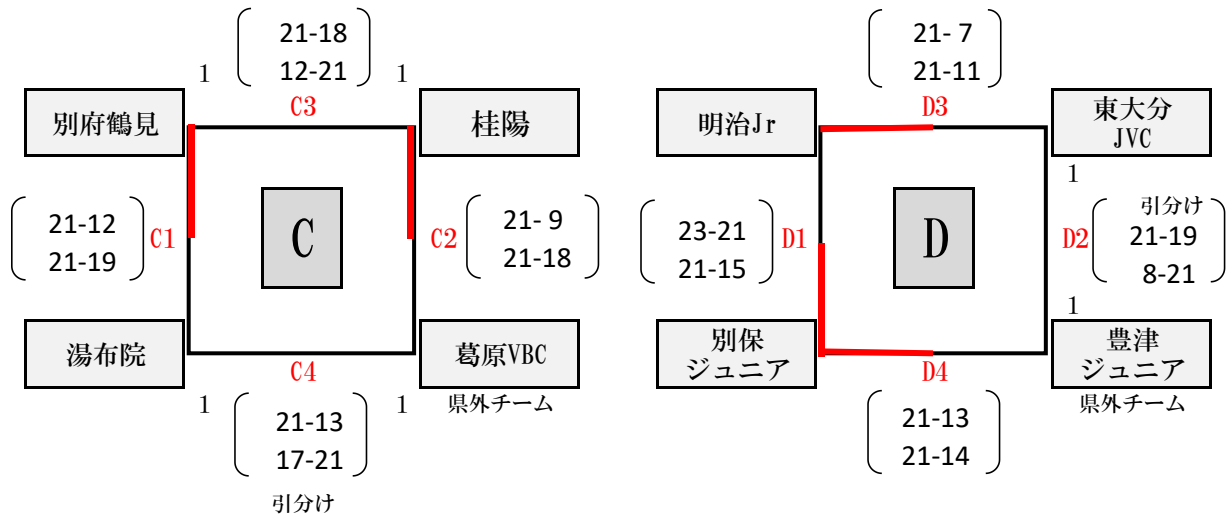 21-18
12-21
1
1
C3
別府鶴見
桂陽
21-12
21-19
C1
C
C2
21- 9
21-18
湯布院
葛原VBC
C4
県外チーム
1
1
21-13
17-21
引分け
21- 7
21-11
D3
明治Jr
東大分
JVC
1
23-21
21-15
D1
D
D2
引分け
21-19
8-21
1
別保
ジュニア
豊津
ジュニア
D4
県外チーム
21-13
21-14